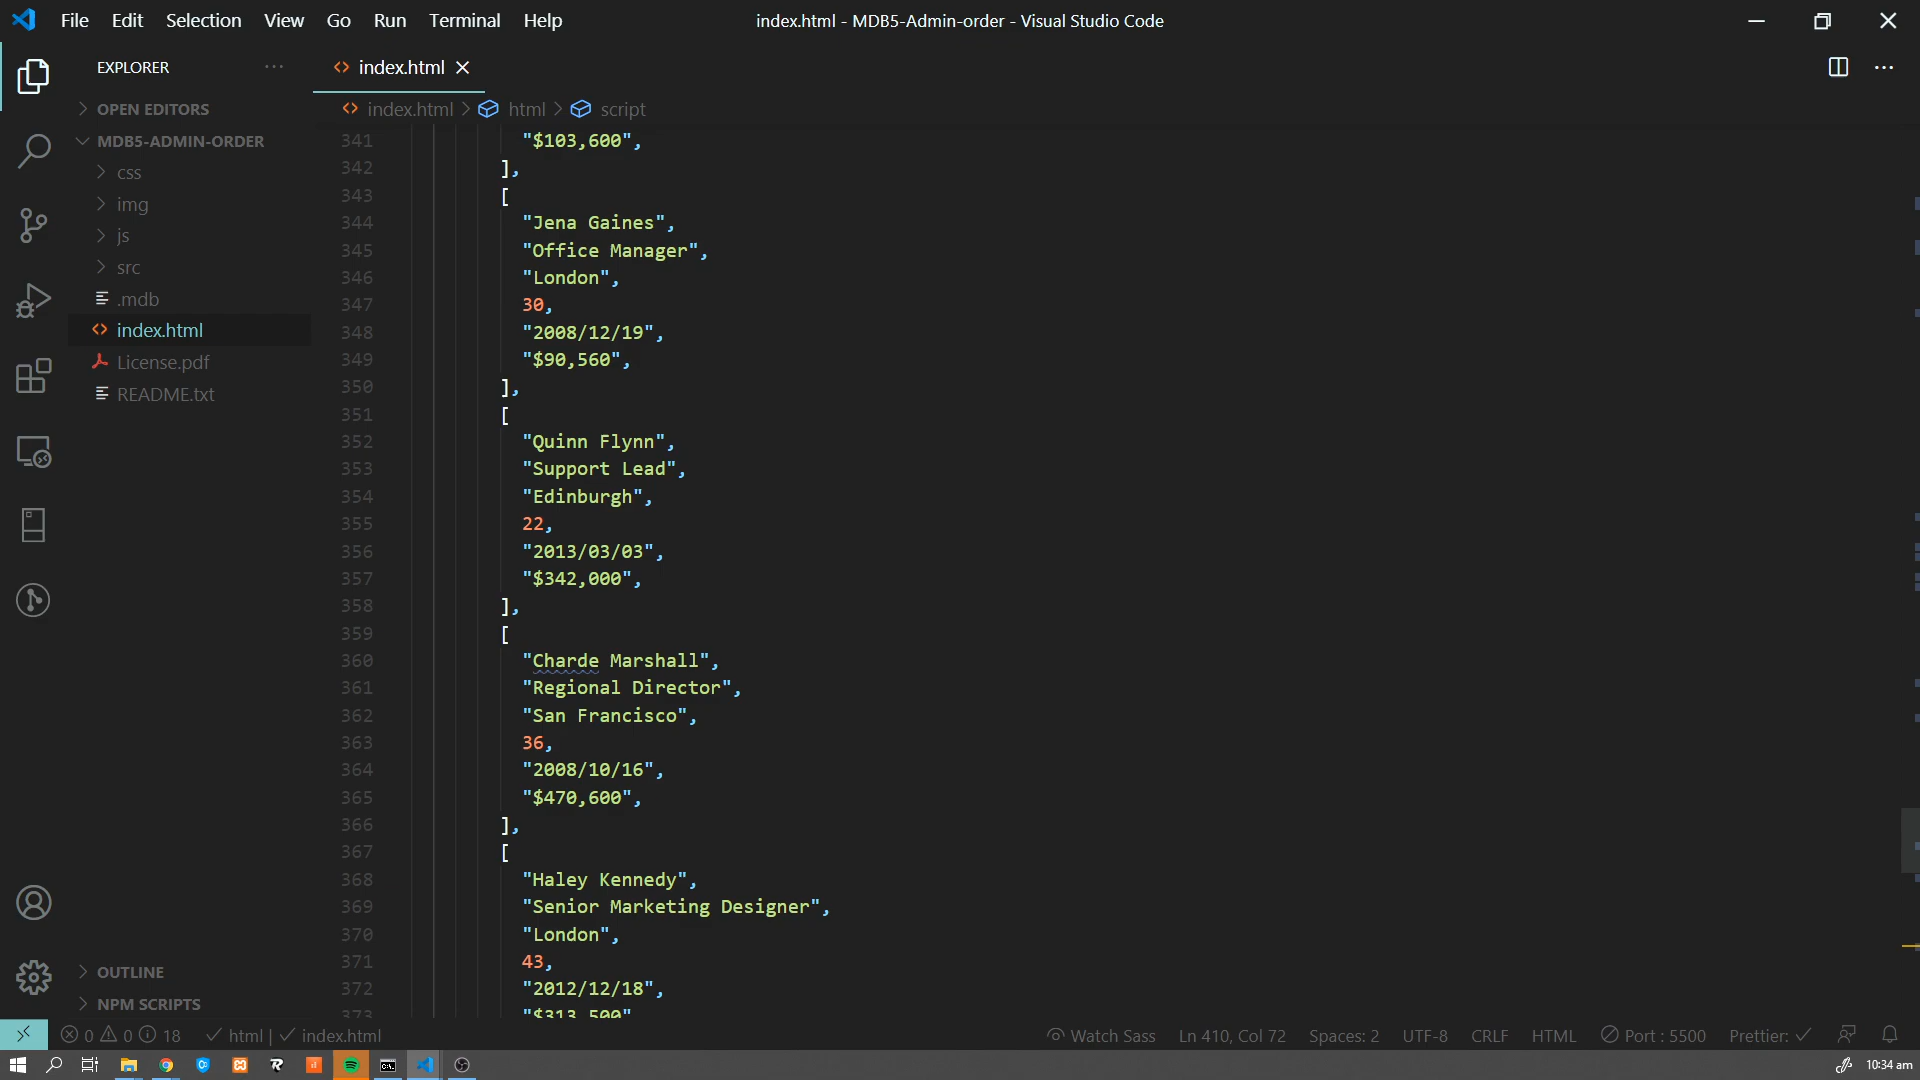 File Edit Selection View Go Run Terminal Help
index.html - MDB5-Admin-order - Visual Studio Code
EXPLORER
index.html
OPEN EDITORS
index.html > html > script
MDB5-ADMIN-ORDER
css
img
js
src
.mdb
index.html
License.pdf
README.txt
341 "$103,600",
342 ],
343 [
344 "Jena Gaines",
345 "Office Manager",
346 "London",
347 30,
348 "2008/12/19",
349 "$90,560",
350 ],
351 [
352 "Quinn Flynn",
353 "Support Lead",
354 "Edinburgh",
355 22,
356 "2013/03/03",
357 "$342,000",
358 ],
359 [
360 "Charde Marshall",
361 "Regional Director",
362 "San Francisco",
363 36,
364 "2008/10/16",
365 "$470,600",
366 ],
367 [
368 "Haley Kennedy",
369 "Senior Marketing Designer",
370 "London",
371 43,
372 "2012/12/18",
373 "$313,500"
OUTLINE
NPM SCRIPTS
0 0 18 html | index.html Watch Sass Ln 410, Col 72 Spaces: 2 UTF-8 CRLF HTML Port : 5500 Prettier:
10:34 am